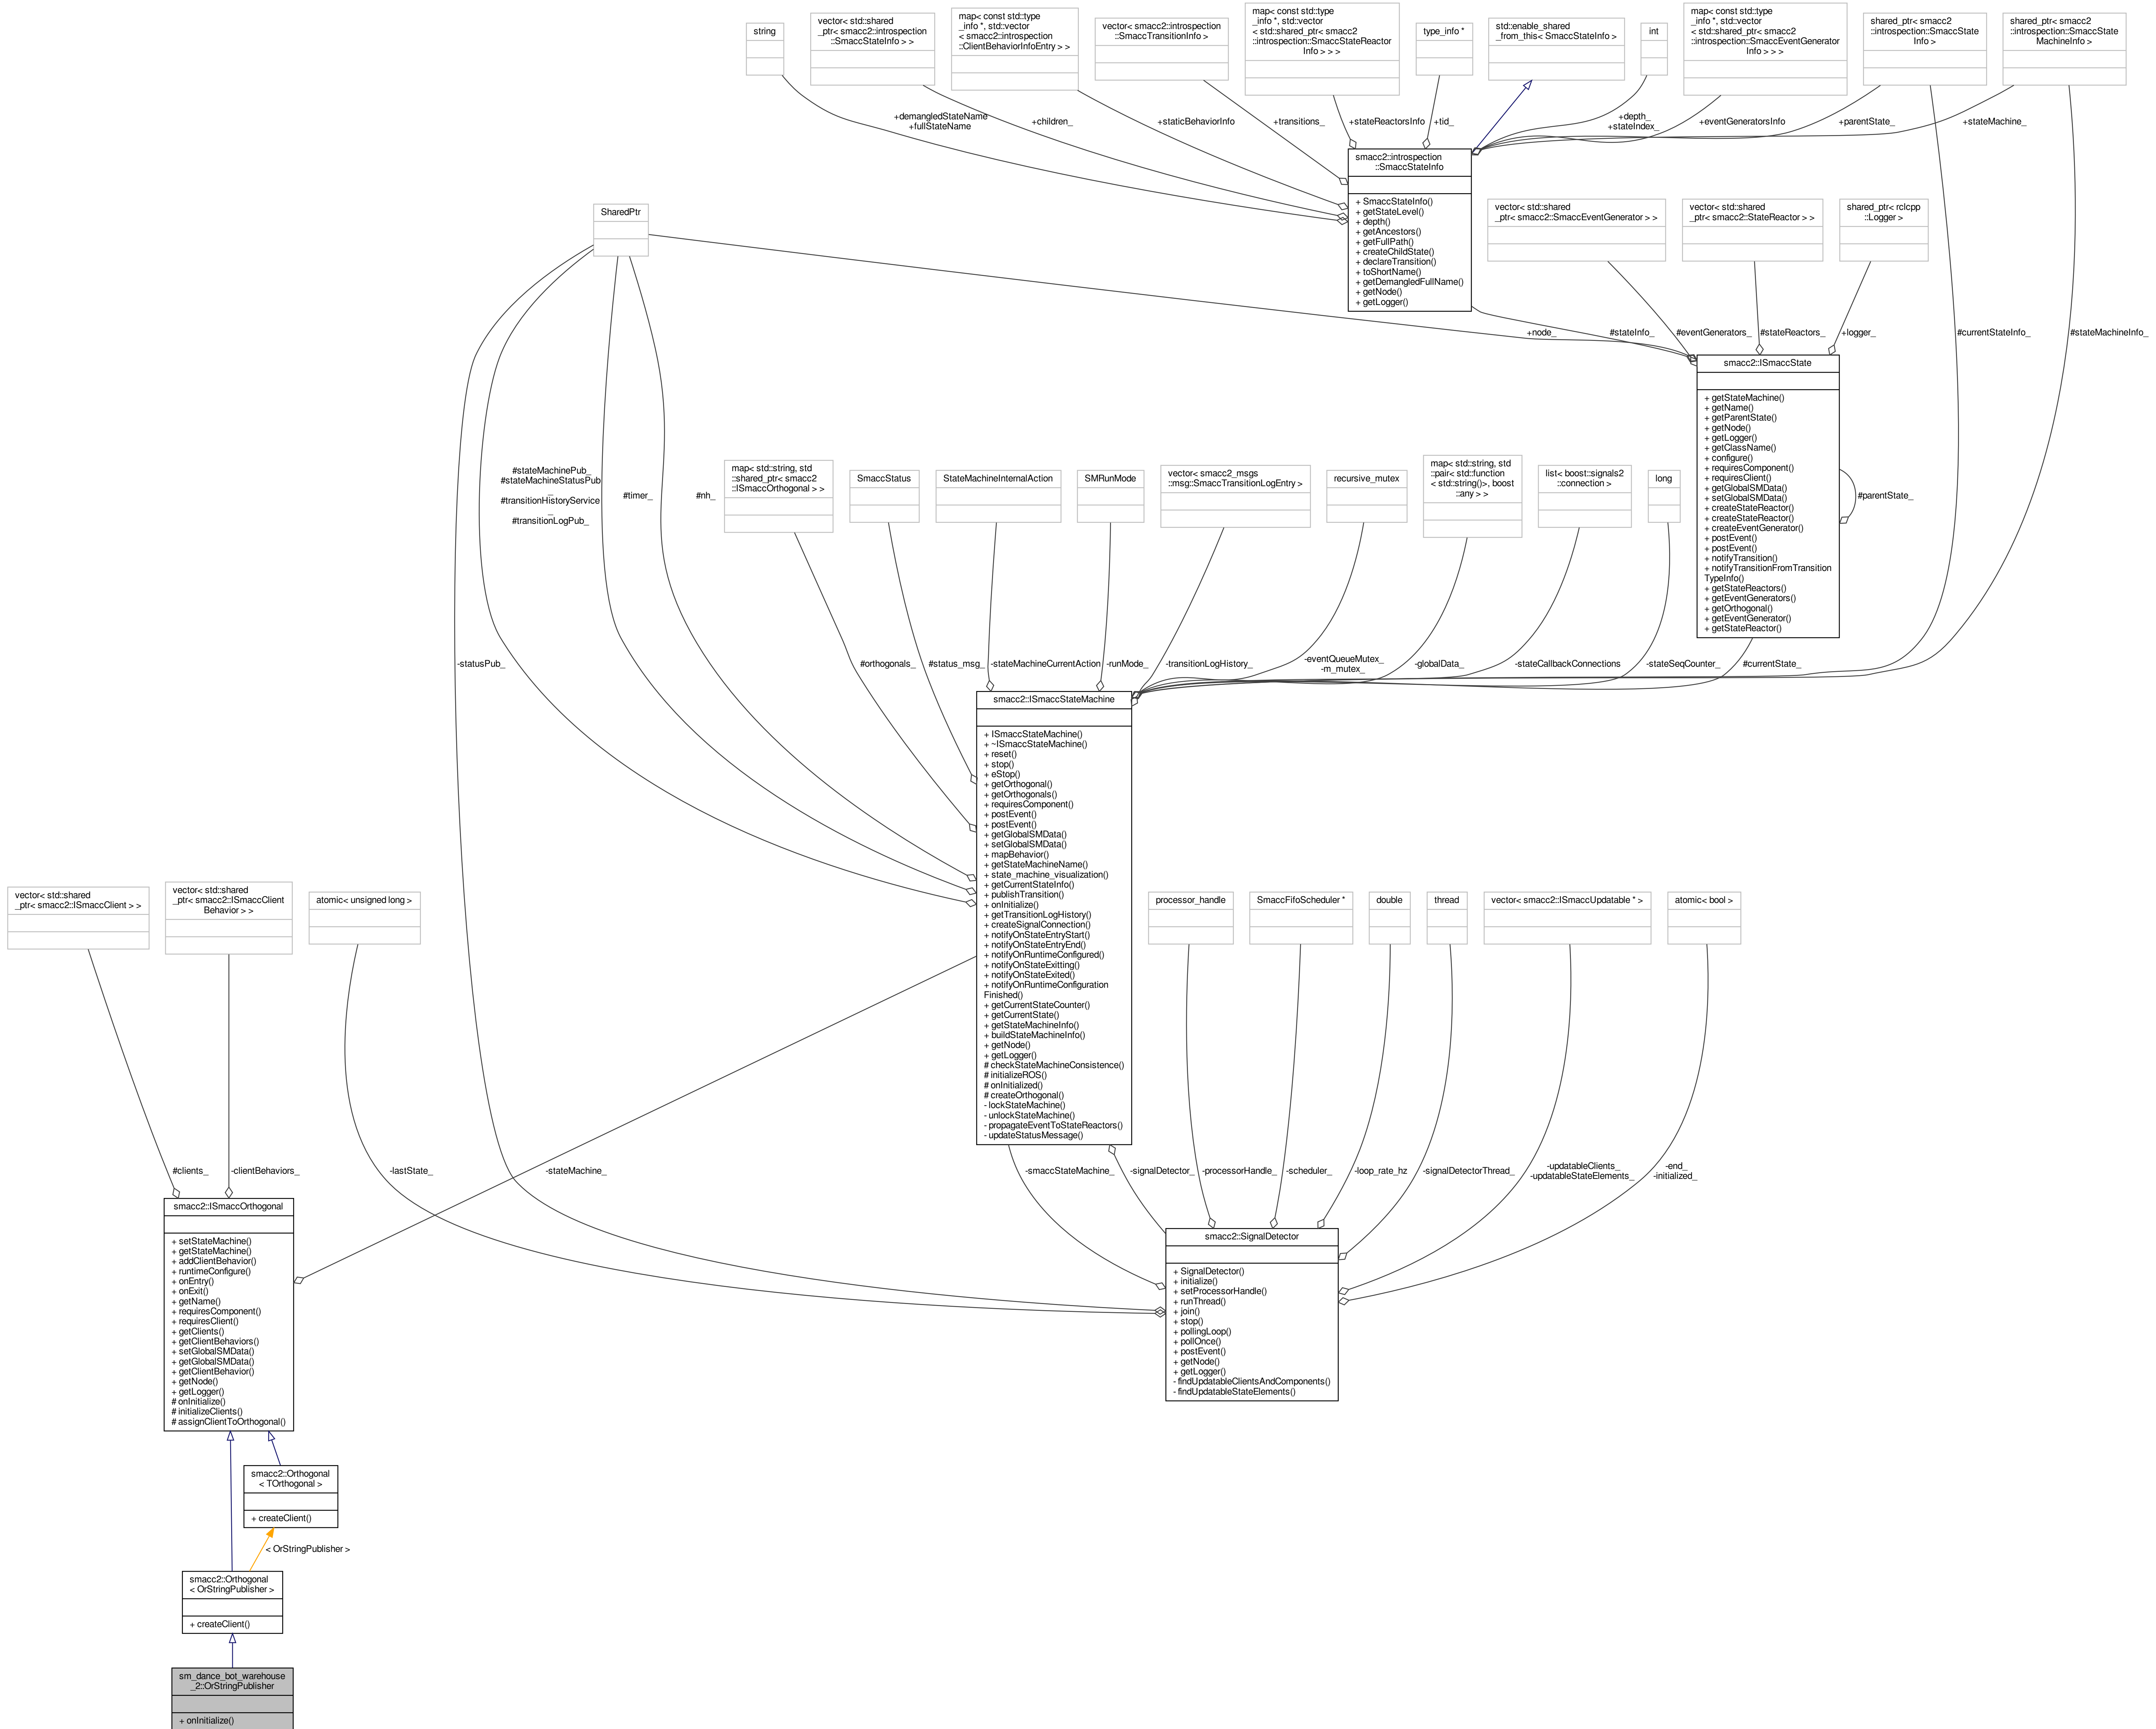 string
vector< std::shared
_ptr< smacc2::introspection
::SmaccStateInfo > >
map< const std::type
_info *, std::vector
< smacc2::introspection
::ClientBehaviorInfoEntry > >
vector< smacc2::introspection
::SmaccTransitionInfo >
map< const std::type
_info *, std::vector
< std::shared_ptr< smacc2
::introspection::SmaccStateReactor
Info > > >
type_info *
std::enable_shared
_from_this< SmaccStateInfo >
int
map< const std::type
_info *, std::vector
< std::shared_ptr< smacc2
::introspection::SmaccEventGenerator
Info > > >
shared_ptr< smacc2
::introspection::SmaccState
Info >
shared_ptr< smacc2
::introspection::SmaccState
MachineInfo >
+demangledStateName
+fullStateName
+children_
+staticBehaviorInfo
+transitions_
+stateReactorsInfo
+tid_
+depth_
+stateIndex_
+eventGeneratorsInfo
+parentState_
+stateMachine_
smacc2::introspection
::SmaccStateInfo
+ SmaccStateInfo()
+ getStateLevel()
+ depth()
+ getAncestors()
+ getFullPath()
+ createChildState()
+ declareTransition()
+ toShortName()
+ getDemangledFullName()
+ getNode()
+ getLogger()
SharedPtr
vector< std::shared
_ptr< smacc2::SmaccEventGenerator > >
vector< std::shared
_ptr< smacc2::StateReactor > >
shared_ptr< rclcpp
::Logger >
+node_
#stateInfo_
#eventGenerators_
#stateReactors_
+logger_
#currentStateInfo_
#stateMachineInfo_
smacc2::ISmaccState
+ getStateMachine()
+ getName()
+ getParentState()
+ getNode()
+ getLogger()
+ getClassName()
+ configure()
+ requiresComponent()
+ requiresClient()
+ getGlobalSMData()
+ setGlobalSMData()
+ createStateReactor()
+ createStateReactor()
+ createEventGenerator()
+ postEvent()
+ postEvent()
+ notifyTransition()
+ notifyTransitionFromTransition
TypeInfo()
+ getStateReactors()
+ getEventGenerators()
+ getOrthogonal()
+ getEventGenerator()
+ getStateReactor()
#parentState_
#stateMachinePub_
#stateMachineStatusPub
_
#transitionHistoryService
_
#transitionLogPub_
#timer_
#nh_
map< std::string, std
::shared_ptr< smacc2
::ISmaccOrthogonal > >
SmaccStatus
StateMachineInternalAction
SMRunMode
vector< smacc2_msgs
::msg::SmaccTransitionLogEntry >
recursive_mutex
map< std::string, std
::pair< std::function
< std::string()>, boost
::any > >
list< boost::signals2
::connection >
long
-statusPub_
#orthogonals_
#status_msg_
-stateMachineCurrentAction
-runMode_
-transitionLogHistory_
-eventQueueMutex_
-m_mutex_
-globalData_
-stateCallbackConnections
-stateSeqCounter_
#currentState_
smacc2::ISmaccStateMachine
+ ISmaccStateMachine()
+ ~ISmaccStateMachine()
+ reset()
+ stop()
+ eStop()
+ getOrthogonal()
+ getOrthogonals()
+ requiresComponent()
+ postEvent()
+ postEvent()
+ getGlobalSMData()
+ setGlobalSMData()
+ mapBehavior()
+ getStateMachineName()
+ state_machine_visualization()
+ getCurrentStateInfo()
+ publishTransition()
+ onInitialize()
+ getTransitionLogHistory()
+ createSignalConnection()
+ notifyOnStateEntryStart()
+ notifyOnStateEntryEnd()
+ notifyOnRuntimeConfigured()
+ notifyOnStateExitting()
+ notifyOnStateExited()
+ notifyOnRuntimeConfiguration
Finished()
+ getCurrentStateCounter()
+ getCurrentState()
+ getStateMachineInfo()
+ buildStateMachineInfo()
+ getNode()
+ getLogger()
# checkStateMachineConsistence()
# initializeROS()
# onInitialized()
# createOrthogonal()
- lockStateMachine()
- unlockStateMachine()
- propagateEventToStateReactors()
- updateStatusMessage()
vector< std::shared
_ptr< smacc2::ISmaccClient > >
vector< std::shared
_ptr< smacc2::ISmaccClient
Behavior > >
atomic< unsigned long >
processor_handle
SmaccFifoScheduler *
double
thread
vector< smacc2::ISmaccUpdatable * >
atomic< bool >
#clients_
-clientBehaviors_
-lastState_
-stateMachine_
-smaccStateMachine_
-signalDetector_
-processorHandle_
-scheduler_
-loop_rate_hz
-signalDetectorThread_
-updatableClients_
-updatableStateElements_
-end_
-initialized_
smacc2::ISmaccOrthogonal
+ setStateMachine()
+ getStateMachine()
+ addClientBehavior()
+ runtimeConfigure()
+ onEntry()
+ onExit()
+ getName()
+ requiresComponent()
+ requiresClient()
+ getClients()
+ getClientBehaviors()
+ setGlobalSMData()
+ getGlobalSMData()
+ getClientBehavior()
+ getNode()
+ getLogger()
# onInitialize()
# initializeClients()
# assignClientToOrthogonal()
smacc2::SignalDetector
+ SignalDetector()
+ initialize()
+ setProcessorHandle()
+ runThread()
+ join()
+ stop()
+ pollingLoop()
+ pollOnce()
+ postEvent()
+ getNode()
+ getLogger()
- findUpdatableClientsAndComponents()
- findUpdatableStateElements()
smacc2::Orthogonal
< TOrthogonal >
+ createClient()
< OrStringPublisher >
smacc2::Orthogonal
< OrStringPublisher >
+ createClient()
sm_dance_bot_warehouse
_2::OrStringPublisher
+ onInitialize()